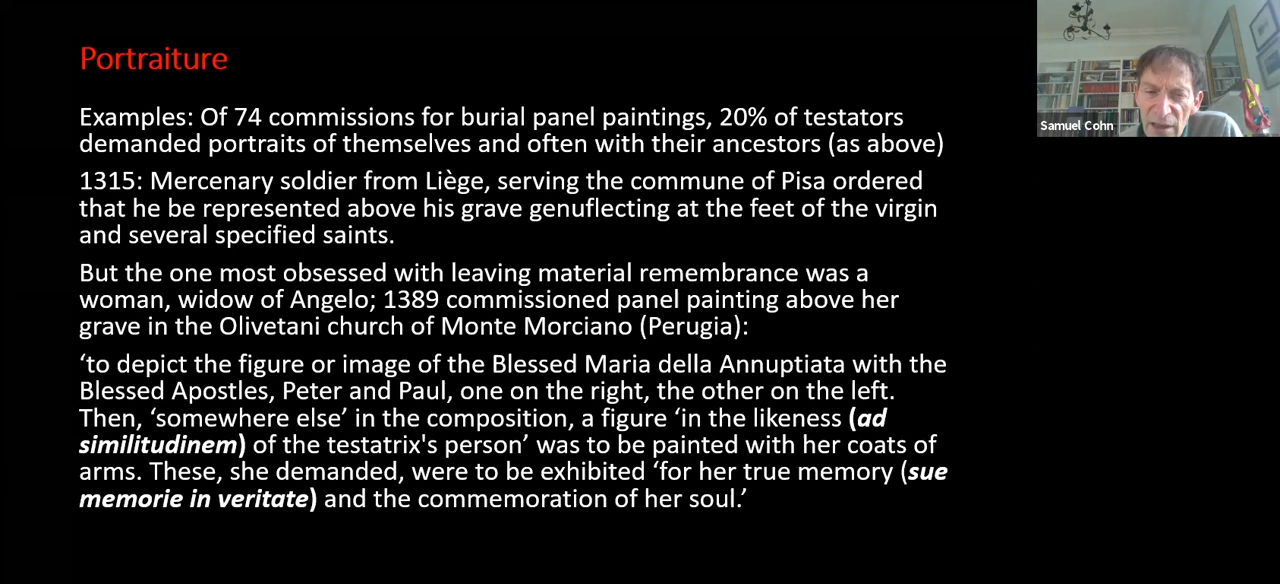 Portraiture
Examples: Of 74 commissions for burial panel paintings, 20% of testators
demanded portraits of themselves and often with their ancestors (as above)
1315: Mercenary soldier from Liège, serving the commune of Pisa ordered
that he be represented above his grave genuflecting at the feet of the virgin
and several specified saints.
But the one most obsessed with leaving material remembrance was a
woman, widow of Angelo; 1389 commissioned panel painting above her
grave in the Olivetani church of Monte Morciano (Perugia):
‘to depict the figure or image of the Blessed Maria della Annuptiata with the
Blessed Apostles, Peter and Paul, one on the right, the other on the left.
Then, ‘somewhere else’ in the composition, a figure ‘in the likeness (ad
similitudinem) of the testatrix's person’ was to be painted with her coats of
arms. These, she demanded, were to be exhibited ‘for her true memory (sue
memorie in veritate) and the commemoration of her soul.’
Samuel Cohn